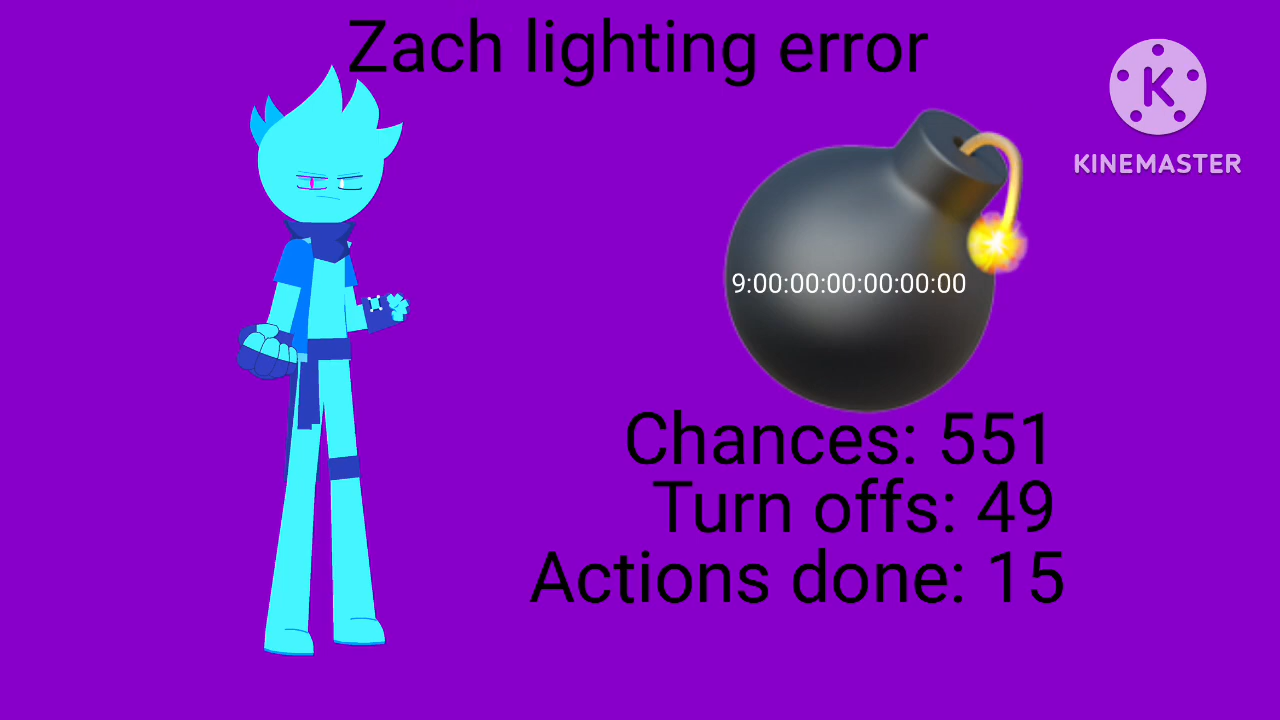 Zach lighting error
K
KINEMASTER
9:00:00:00:00:00:00
Chances: 551
Turn offs: 49
Actions done: 15